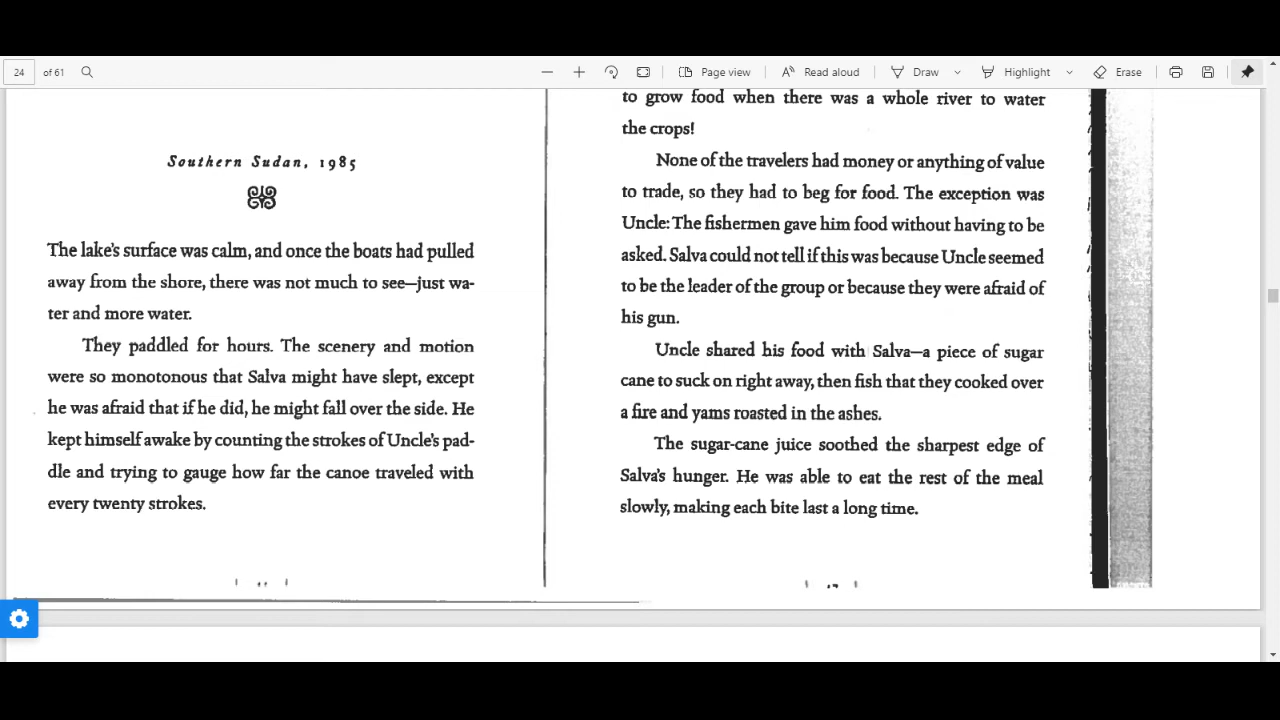 24 of 61 Page view Read aloud Draw Highlight Erase
Southern Sudan, 1985
The lake's surface was calm, and once the boats had pulled
away from the shore, there was not much to see—just wa-
ter and more water.
They paddled for hours. The scenery and motion
were so monotonous that Salva might have slept, except
he was afraid that if he did, he might fall over the side. He
kept himself awake by counting the strokes of Uncle's pad-
dle and trying to gauge how far the canoe traveled with
every twenty strokes.
to grow food when there was a whole river to water
the crops!
None of the travelers had money or anything of value
to trade, so they had to beg for food. The exception was
Uncle: The fishermen gave him food without having to be
asked. Salva could not tell if this was because Uncle seemed
to be the leader of the group or because they were afraid of
his gun.
Uncle shared his food with Salva—a piece of sugar
cane to suck on right away, then fish that they cooked over
a fire and yams roasted in the ashes.
The sugar-cane juice soothed the sharpest edge of
Salva's hunger. He was able to eat the rest of the meal
slowly, making each bite last a long time.